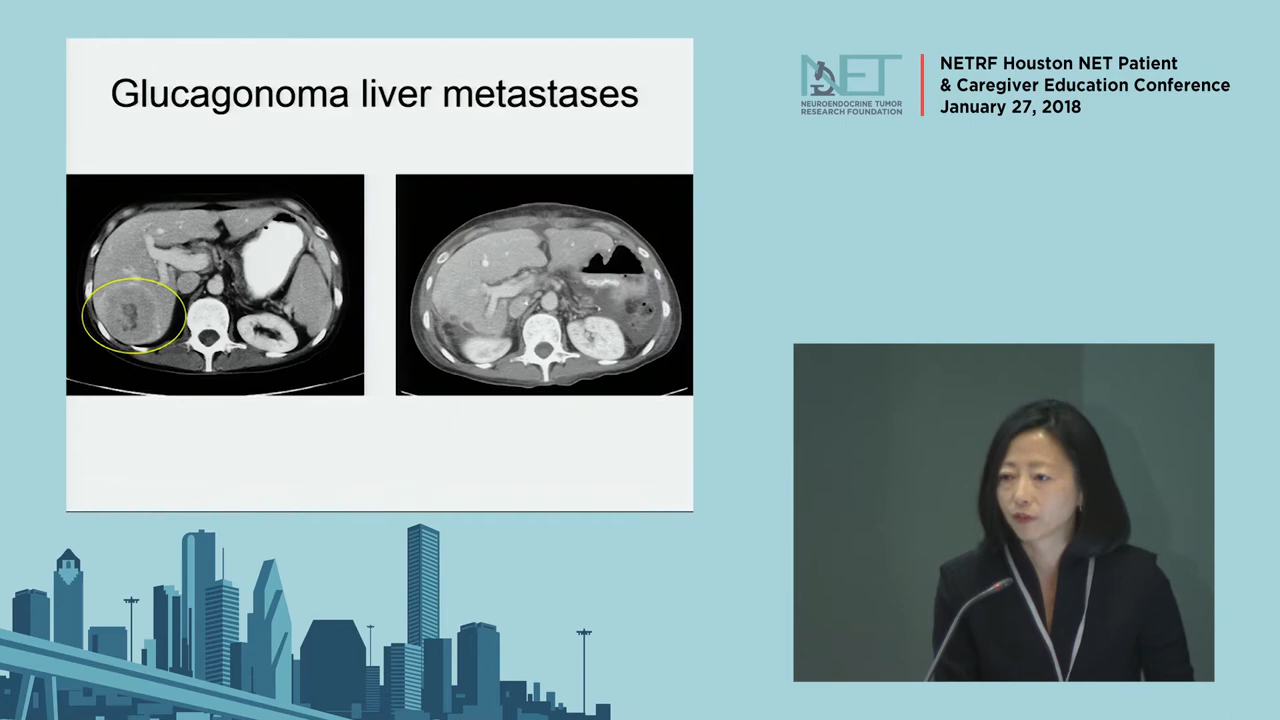 Glucagonoma liver metastases
NET
NEUROENDOCRINE TUMOR
RESEARCH FOUNDATION
NETRF Houston NET Patient
& Caregiver Education Conference
January 27, 2018